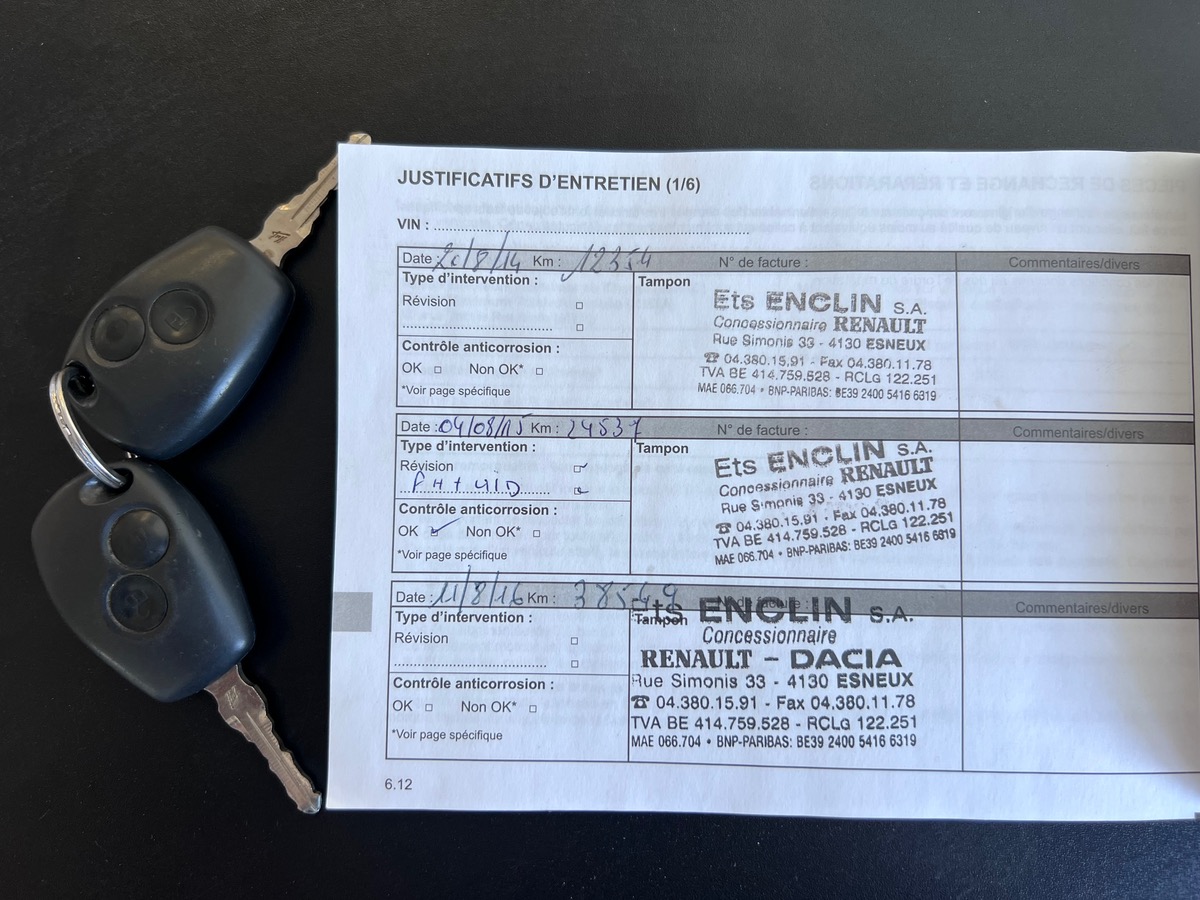 JUSTIFICATIFS D'ENTRETIEN (1/6)
VIN :
Date : 20/8/14 Km : 12354 N° de facture : Commentaires/divers
Type d'intervention :
Révision
Contrôle anticorrosion :
OK Non OK*
*Voir page spécifique
Tampon
Ets ENCLIN S.A.
Concessionnaire RENAULT
Rue Simonis 33 - 4130 ESNEUX
☎ 04.380.15.91 - Fax 04.380.11.78
TVA BE 414.759.528 - RCLG 122.251
MAE 066.704 • BNP-PARIBAS: BE39 2400 5416 6319
Date : 04/08/15 Km : 24537 N° de facture : Commentaires/divers
Type d'intervention :
Révision
Contrôle anticorrosion :
OK Non OK*
*Voir page spécifique
Tampon
Ets ENCLIN S.A.
Concessionnaire RENAULT
Rue Simonis 33 - 4130 ESNEUX
☎ 04.380.15.91 - Fax 04.380.11.78
TVA BE 414.759.528 - RCLG 122.251
MAE 066.704 • BNP-PARIBAS: BE39 2400 5416 6319
Date : 11/8/16 Km : 38549 N° de facture : Commentaires/divers
Type d'intervention :
Révision
Contrôle anticorrosion :
OK Non OK*
*Voir page spécifique
Tampon
Ets ENCLIN S.A.
Concessionnaire
RENAULT - DACIA
Rue Simonis 33 - 4130 ESNEUX
☎ 04.380.15.91 - Fax 04.380.11.78
TVA BE 414.759.528 - RCLG 122.251
MAE 066.704 • BNP-PARIBAS: BE39 2400 5416 6319
6.12